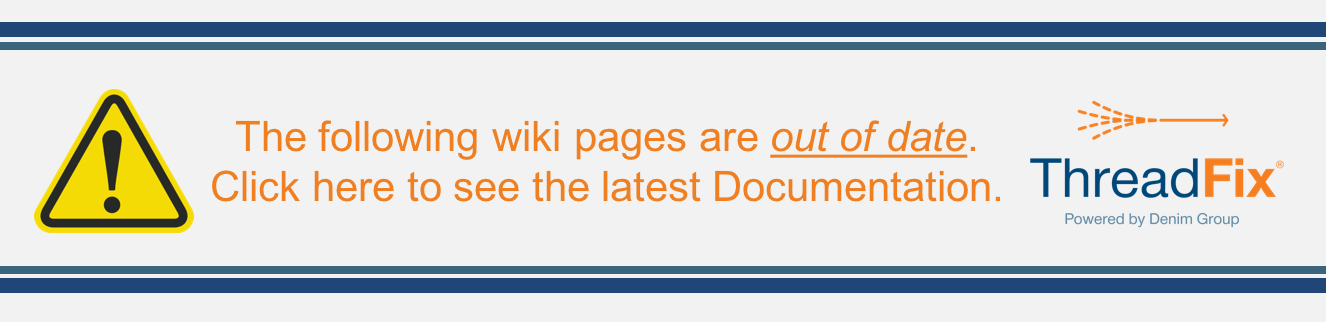 The following wiki pages are out of date.
Click here to see the latest Documentation.
ThreadFix®
Powered by Denim Group